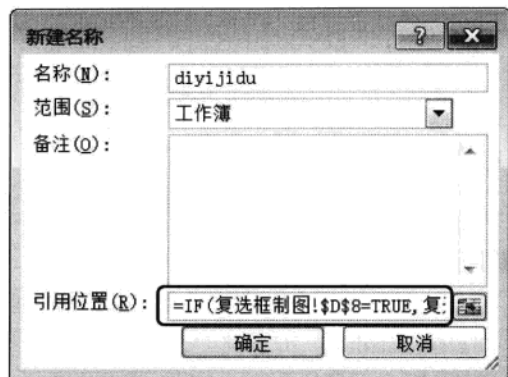 新建名称
名称(N)：
diyijidu
范围(S)：
工作簿
备注(O)：
引用位置(R)：
=IF(复选框制图!$D$8=TRUE,复
确定
取消